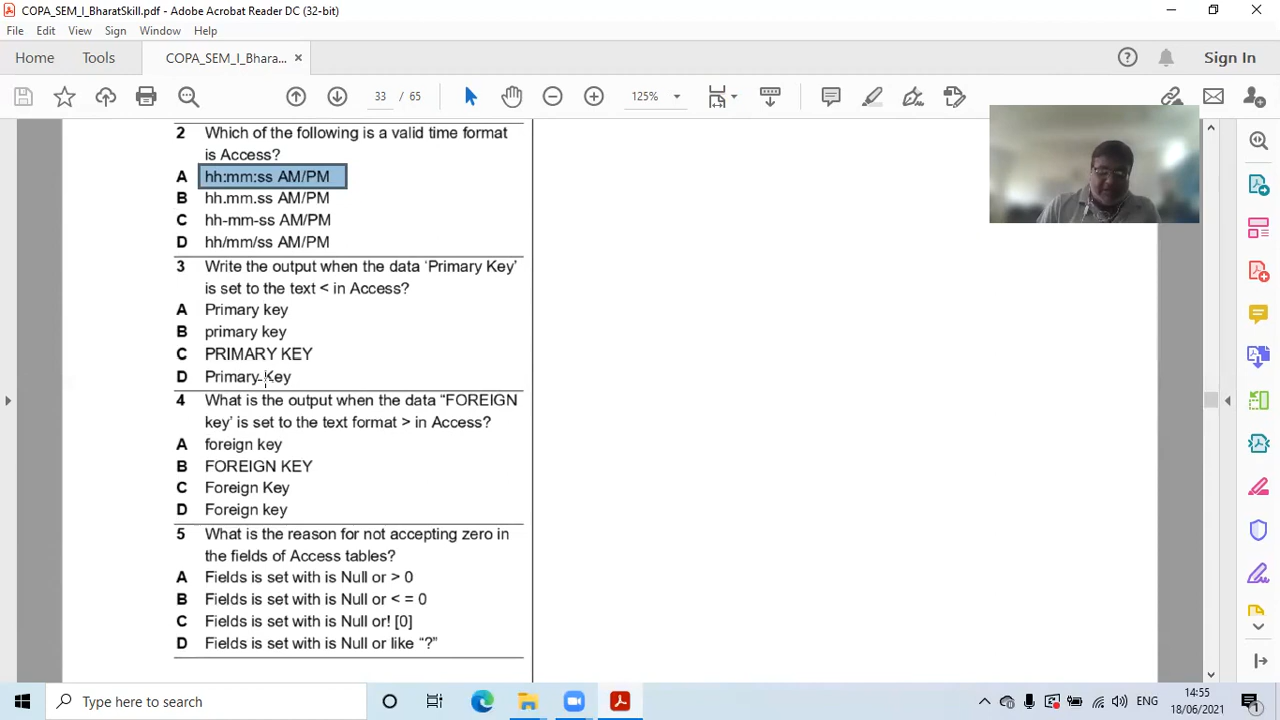 COPA_SEM_I_BharatSkill.pdf - Adobe Acrobat Reader DC (32-bit)
File Edit View Sign Window Help
Home Tools COPA_SEM_I_Bhara... × Sign In
33 / 65 125%
2 Which of the following is a valid time format
is Access?
A hh:mm:ss AM/PM
B hh.mm.ss AM/PM
C hh-mm-ss AM/PM
D hh/mm/ss AM/PM
3 Write the output when the data ‘Primary Key’
is set to the text < in Access?
A Primary key
B primary key
C PRIMARY KEY
D Primary Key
4 What is the output when the data “FOREIGN
key’ is set to the text format > in Access?
A foreign key
B FOREIGN KEY
C Foreign Key
D Foreign key
5 What is the reason for not accepting zero in
the fields of Access tables?
A Fields is set with is Null or > 0
B Fields is set with is Null or < = 0
C Fields is set with is Null or! [0]
D Fields is set with is Null or like “?”
Type here to search
ENG
14:55
18/06/2021